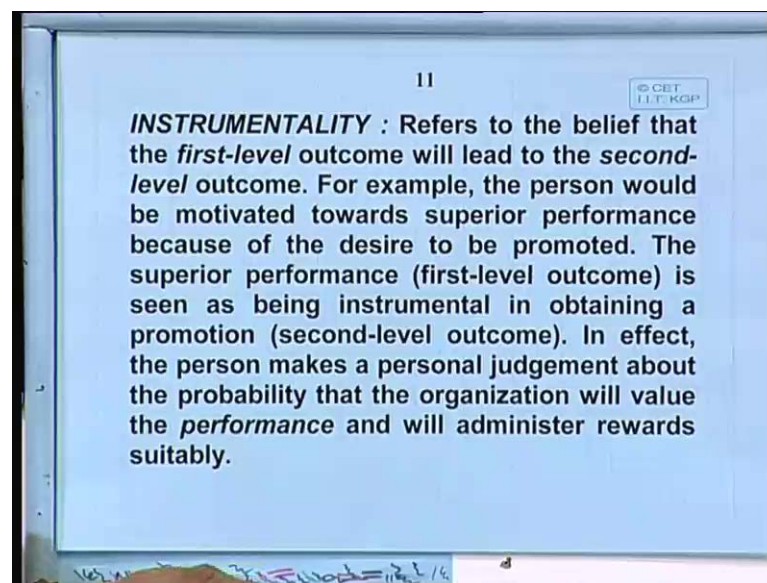 11
© CET
I.I.T. KGP
INSTRUMENTALITY : Refers to the belief that
the first-level outcome will lead to the second-
level outcome. For example, the person would
be motivated towards superior performance
because of the desire to be promoted. The
superior performance (first-level outcome) is
seen as being instrumental in obtaining a
promotion (second-level outcome). In effect,
the person makes a personal judgement about
the probability that the organization will value
the performance and will administer rewards
suitably.